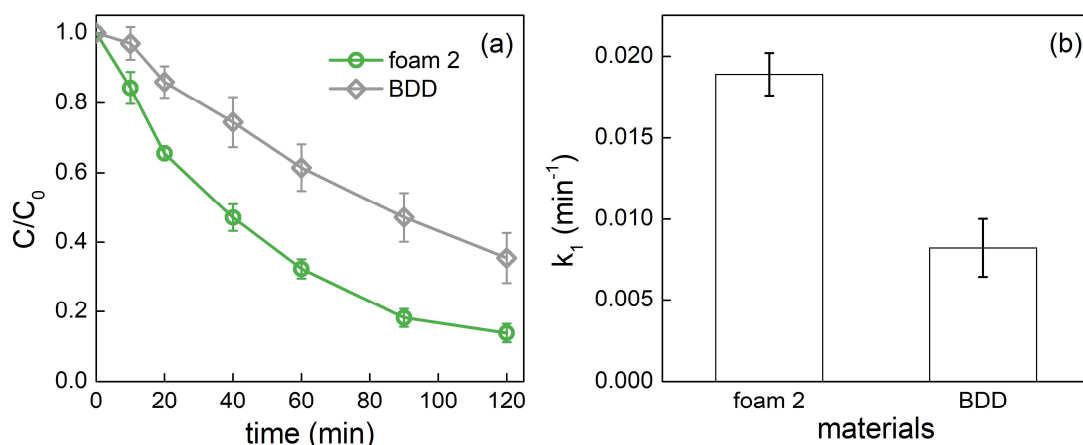 (a)
foam 2
BDD
C/C₀
1.0
0.8
0.6
0.4
0.2
0.0
0 20 40 60 80 100 120
time (min)
(b)
k₁ (min⁻¹)
0.020
0.015
0.010
0.005
0.000
foam 2 BDD
materials